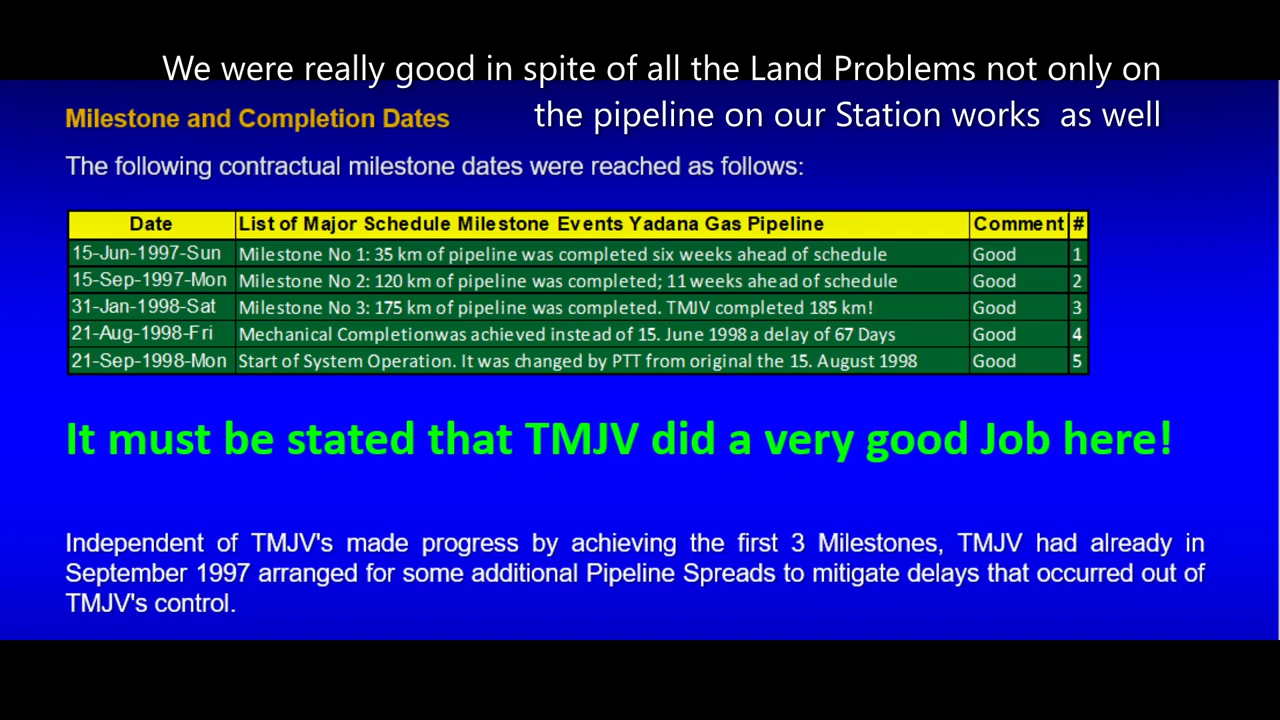 We were really good in spite of all the Land Problems not only on
the pipeline on our Station works as well
Milestone and Completion Dates
The following contractual milestone dates were reached as follows:
Date List of Major Schedule Milestone Events Yadana Gas Pipeline Comment #
15-Jun-1997-Sun Milestone No 1: 35 km of pipeline was completed six weeks ahead of schedule Good 1
15-Sep-1997-Mon Milestone No 2: 120 km of pipeline was completed; 11 weeks ahead of schedule Good 2
31-Jan-1998-Sat Milestone No 3: 175 km of pipeline was completed. TMJV completed 185 km! Good 3
21-Aug-1998-Fri Mechanical Completionwas achieved instead of 15. June 1998 a delay of 67 Days Good 4
21-Sep-1998-Mon Start of System Operation. It was changed by PTT from original the 15. August 1998 Good 5
It must be stated that TMJV did a very good Job here!
Independent of TMJV's made progress by achieving the first 3 Milestones, TMJV had already in
September 1997 arranged for some additional Pipeline Spreads to mitigate delays that occurred out of
TMJV's control.